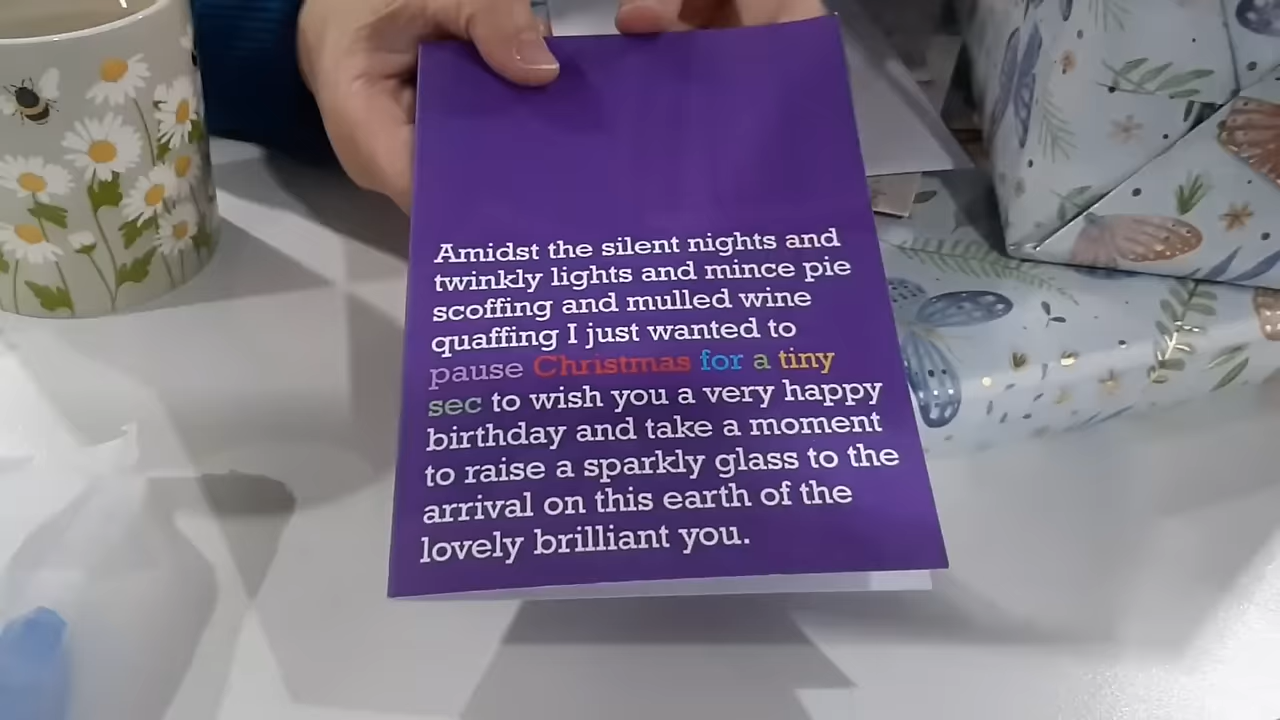 Amidst the silent nights and
twinkly lights and mince pie
scoffing and mulled wine
quaffing I just wanted to
pause Christmas for a tiny
sec to wish you a very happy
birthday and take a moment
to raise a sparkly glass to the
arrival on this earth of the
lovely brilliant you.